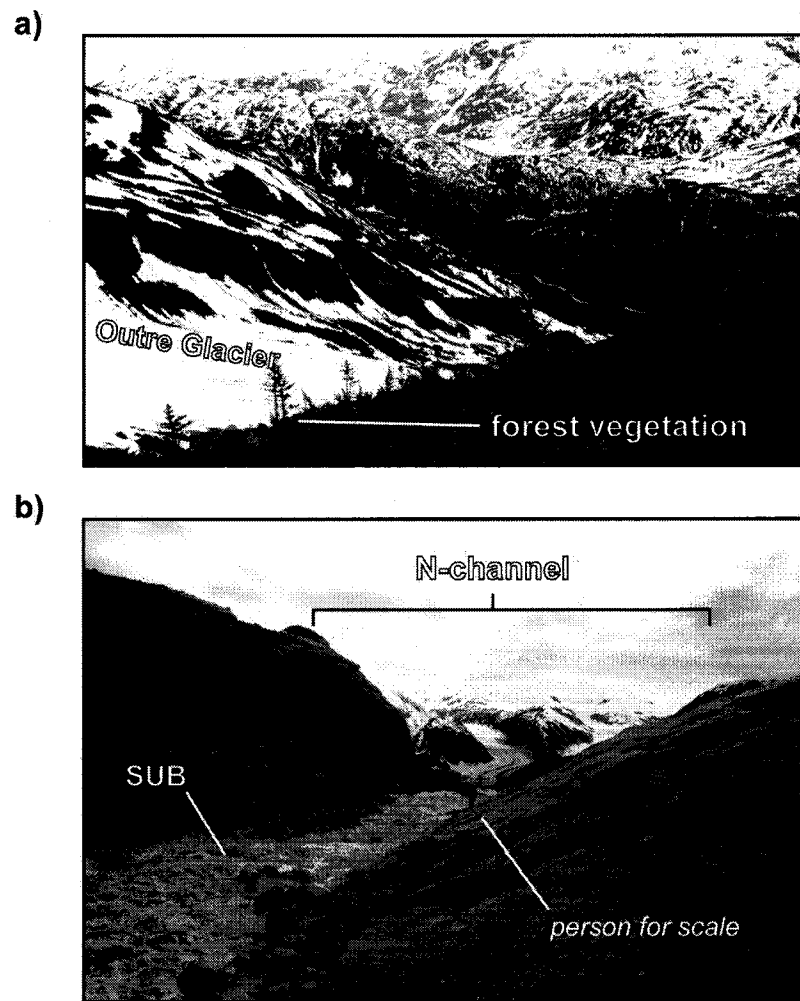 a)
Outre Glacier
forest vegetation
b)
N-channel
SUB
person for scale